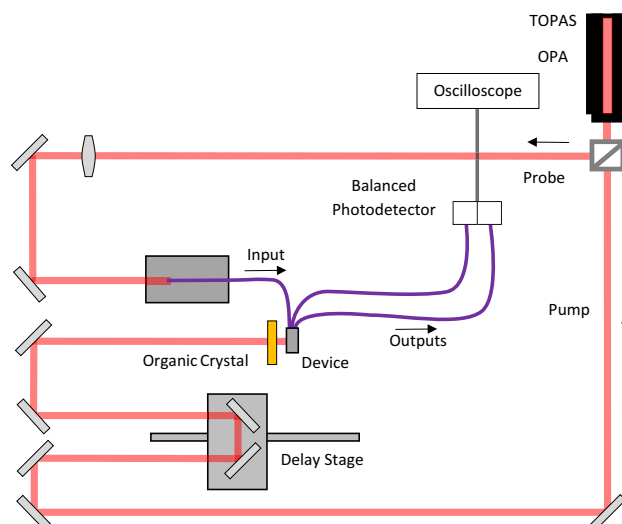 TOPAS
OPA
Oscilloscope
Probe
Balanced
Photodetector
Input
Pump
Outputs
Organic Crystal
Device
Delay Stage